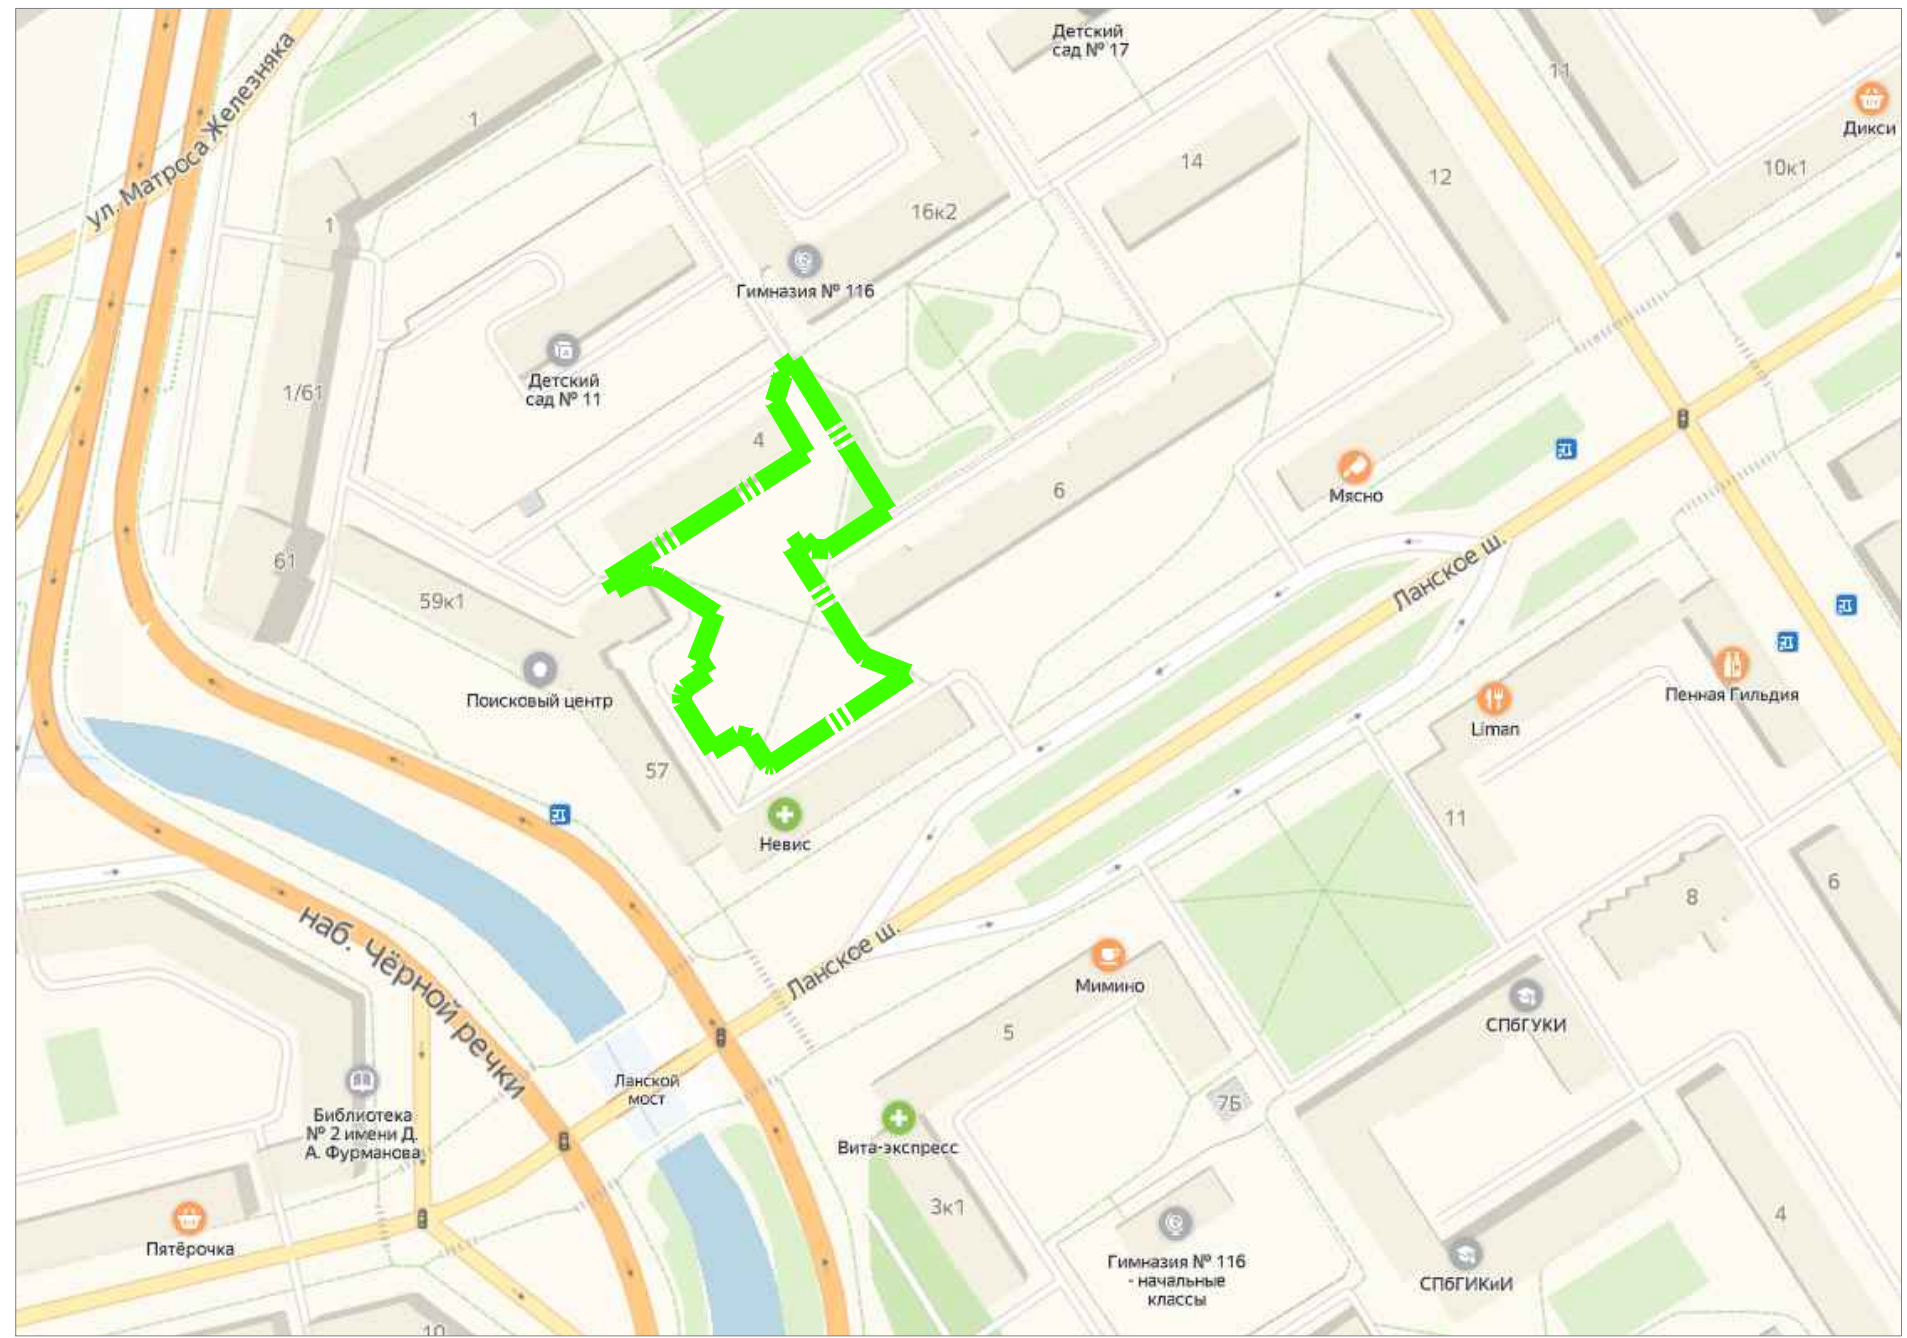 Детский
сад № 17
11
Дикси
ул. Матроса Железняка
1
14
12
10к1
16к2
1
Гимназия № 116
Детский
сад № 11
1/61
4
6
Мясно
61
59к1
Ланское ш.
Поисковый центр
Пенная Гильдия
Liman
57
Невис
11
6
8
наб. Чёрной речки
Ланское ш.
Мимино
СПбГУКИ
5
Ланской
мост
7Б
Библиотека
№ 2 имени Д.
А. Фурманова
Вита-экспресс
3к1
4
Пятёрочка
Гимназия № 116
- начальные
классы
СПбГИКиИ
10